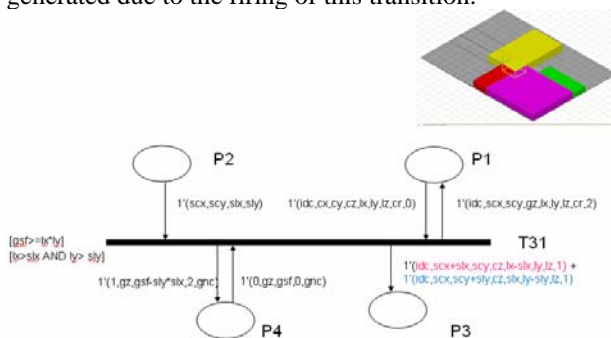 generated due to the firing of this transition.
P2
P1
1'(scx,scy,slx,sly)
1'(idc,cx,cy,cz,lx,ly,lz,cr,0)
1'(idc,scx,scy,gz,lx,ly,lz,cr,2)
[gsf>=lx*ly]
[lx>slx AND ly> sly]
T31
1'(1,gz,gsf-sly*slx,2,gnc)
1'(0,gz,gsf,0,gnc)
1'(idc,scx+slx,scy,cz,lx-slx,ly,lz,1) +
1'(idc,scx,scy+sly,cz,slx,ly-sly,lz,1)
P4
P3